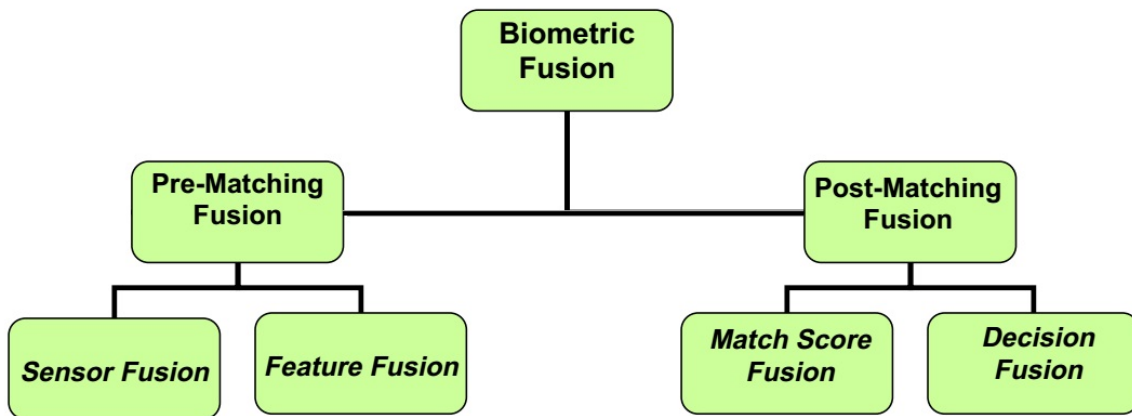 Biometric
Fusion
Pre-Matching
Fusion
Post-Matching
Fusion
Sensor Fusion
Feature Fusion
Match Score
Fusion
Decision
Fusion